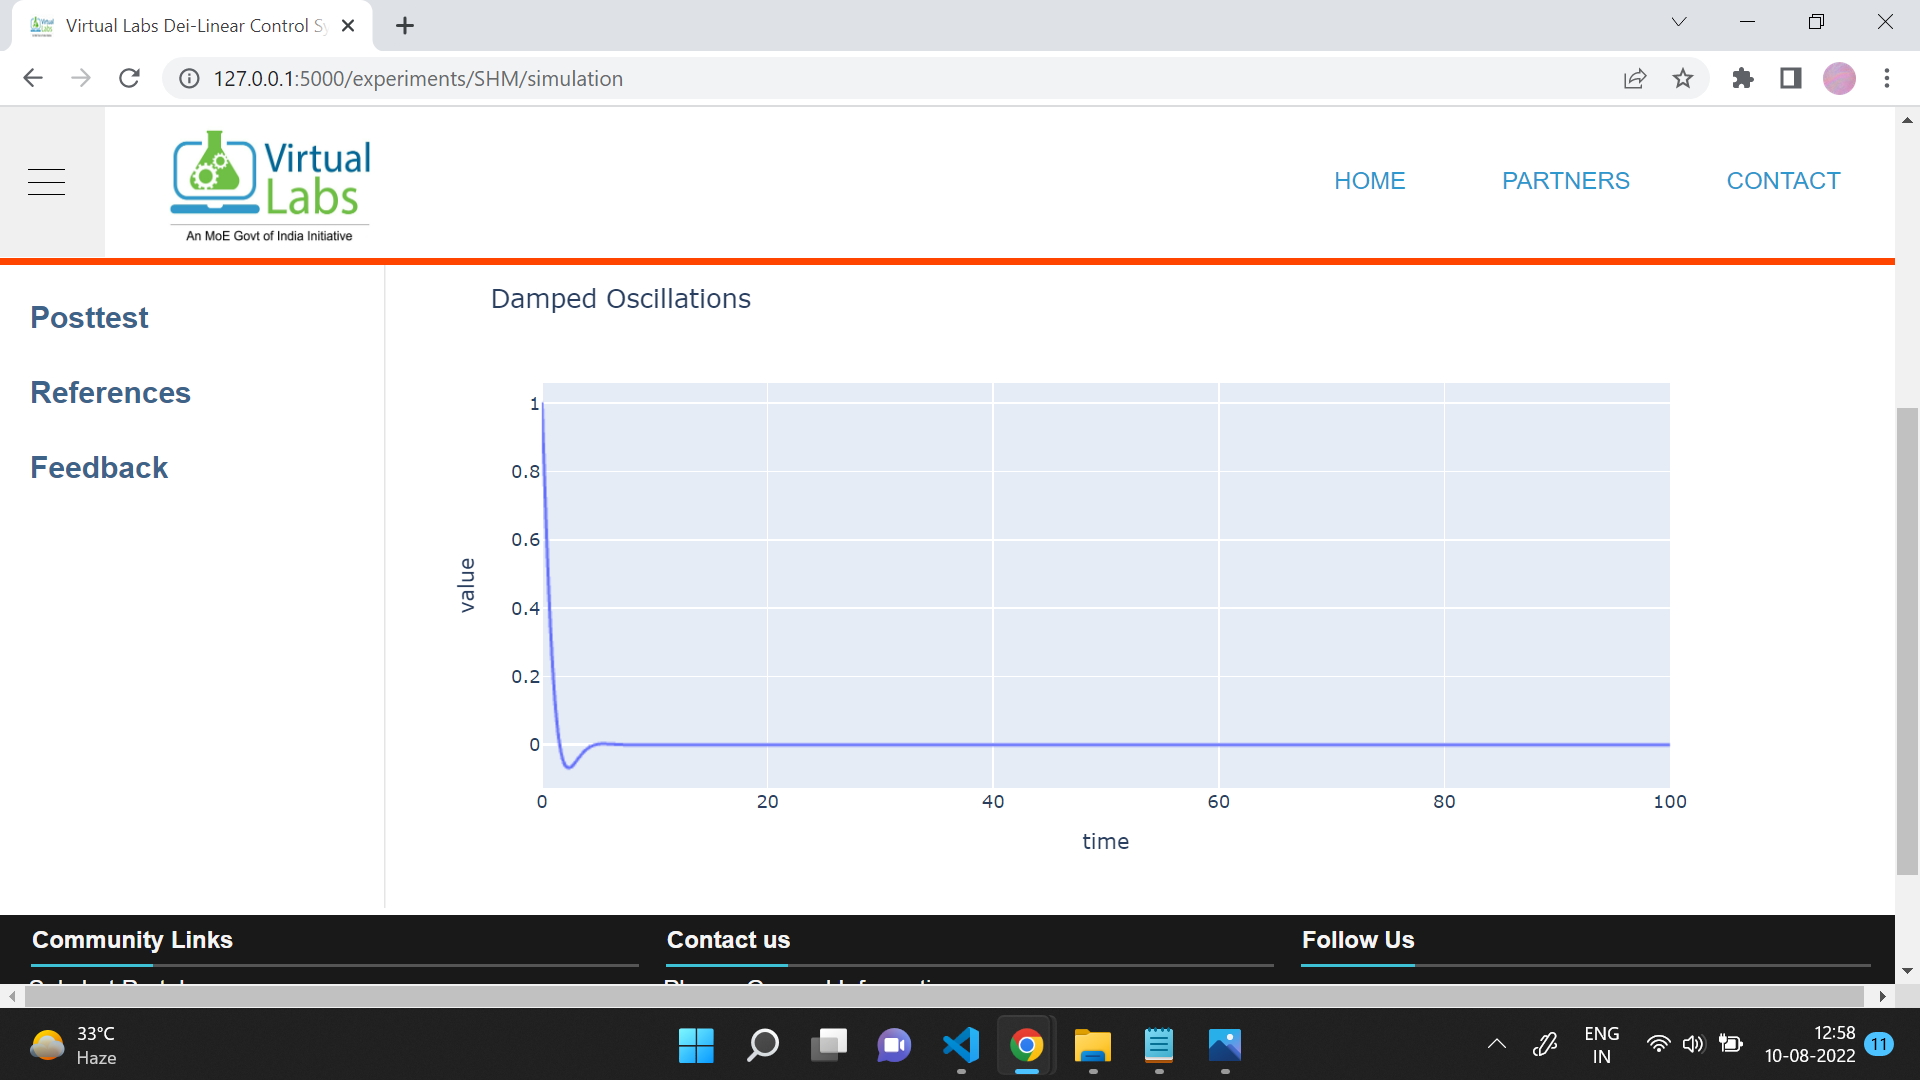 Virtual Labs Dei-Linear Control Sy
127.0.0.1:5000/experiments/SHM/simulation
Virtual
Labs
An MoE Govt of India Initiative
HOME
PARTNERS
CONTACT
Posttest
References
Feedback
Damped Oscillations
1
0.8
0.6
0.4
0.2
0
value
0
20
40
60
80
100
time
Community Links
Contact us
Follow Us
33°C
Haze
ENG
IN
12:58
10-08-2022
11